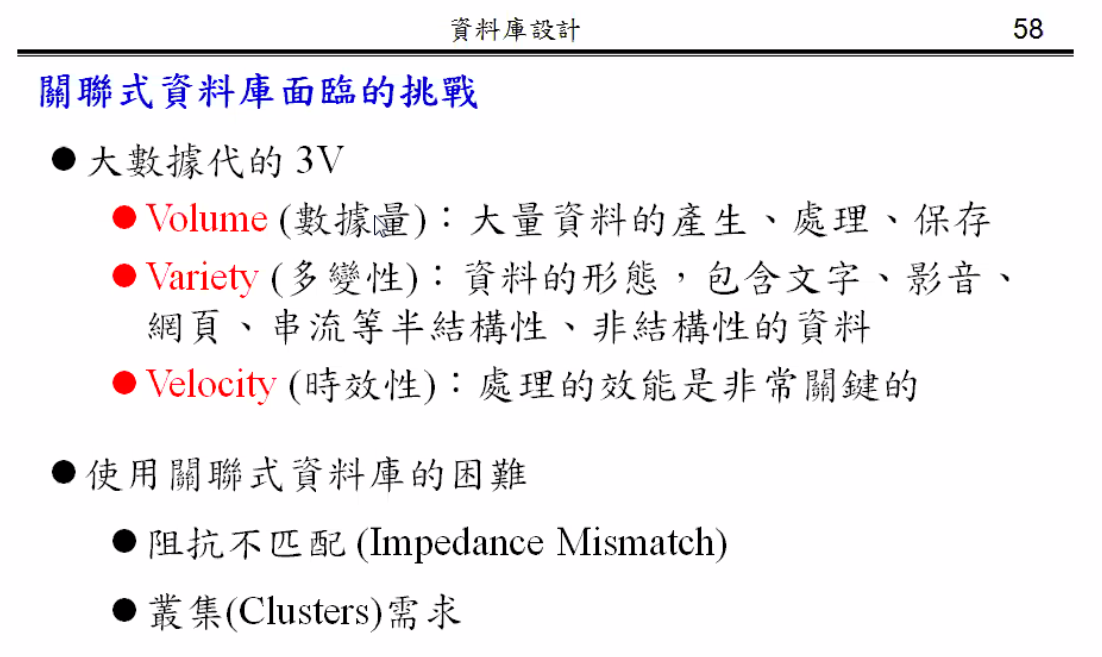 資料庫設計 58
關聯式資料庫面臨的挑戰
●大數據代的 3V
●Volume (數據量)：大量資料的產生、處理、保存
●Variety (多變性)：資料的形態，包含文字、影音、
網頁、串流等半結構性、非結構性的資料
●Velocity (時效性)：處理的效能是非常關鍵的
●使用關聯式資料庫的困難
●阻抗不匹配 (Impedance Mismatch)
●叢集(Clusters)需求